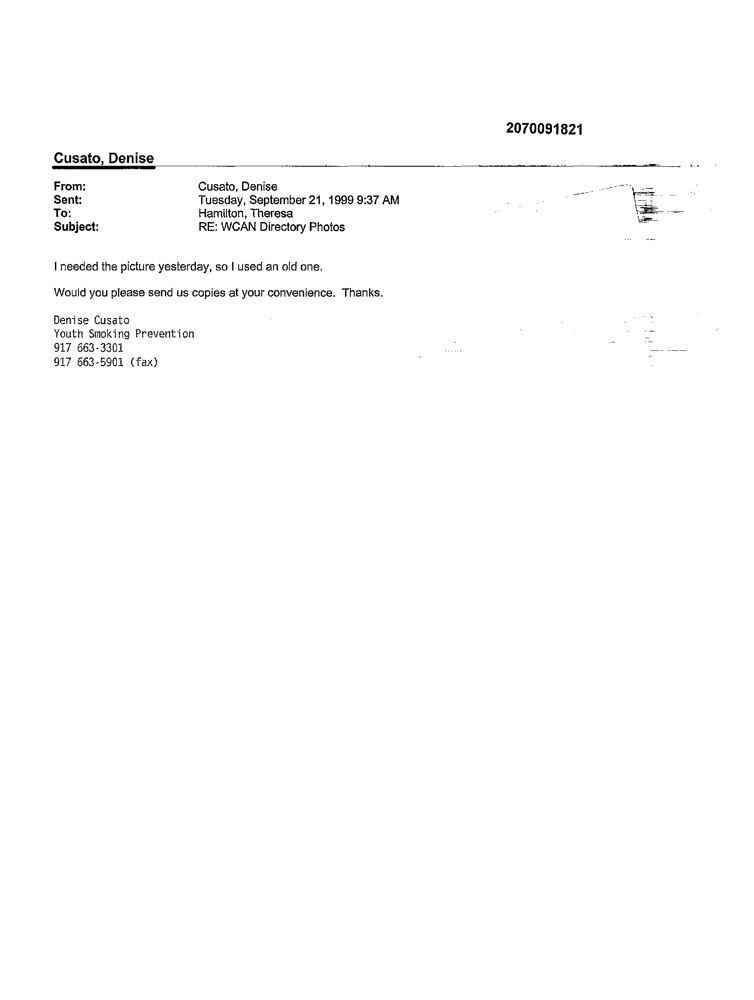 2070091821
Cusato, Denise
From: Cusato, Denise
Sent: Tuesday, September 21, 1999 9:37 AM
To: Hamilton, Theresa
Subject: RE: WCAN Directory Photos
I needed the picture yesterday, so I used an old one.
Would you please send us copies at your convenience.  Thanks.
Denise Cusato
Youth Smoking Prevention
917 663-3301
917 663-5901 (fax)